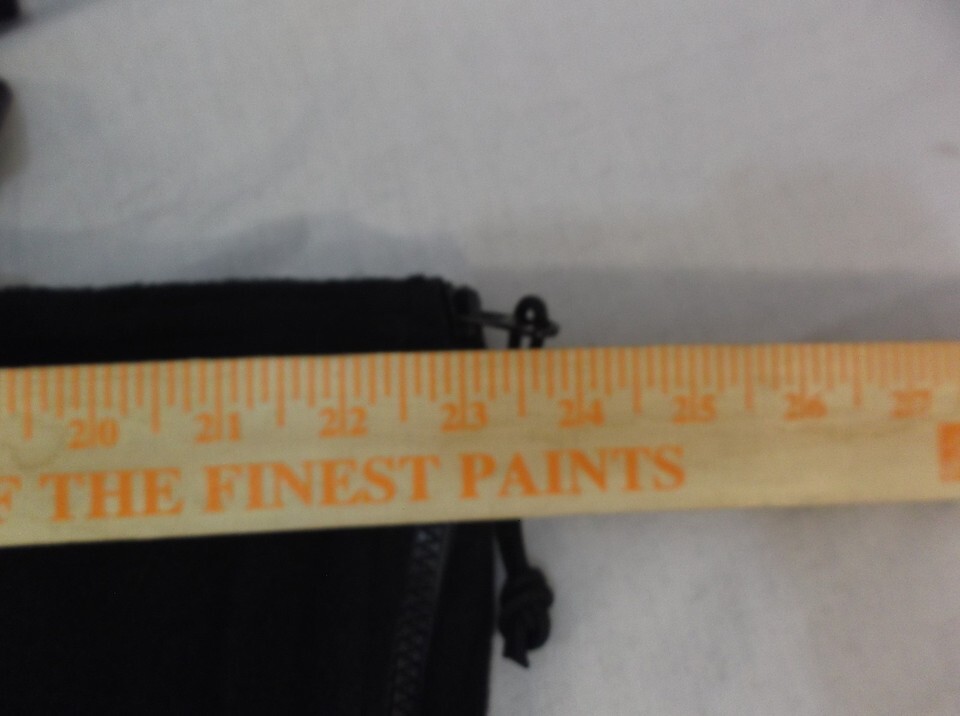 20 21 22 23 24 25 26 27
F THE FINEST PAINTS